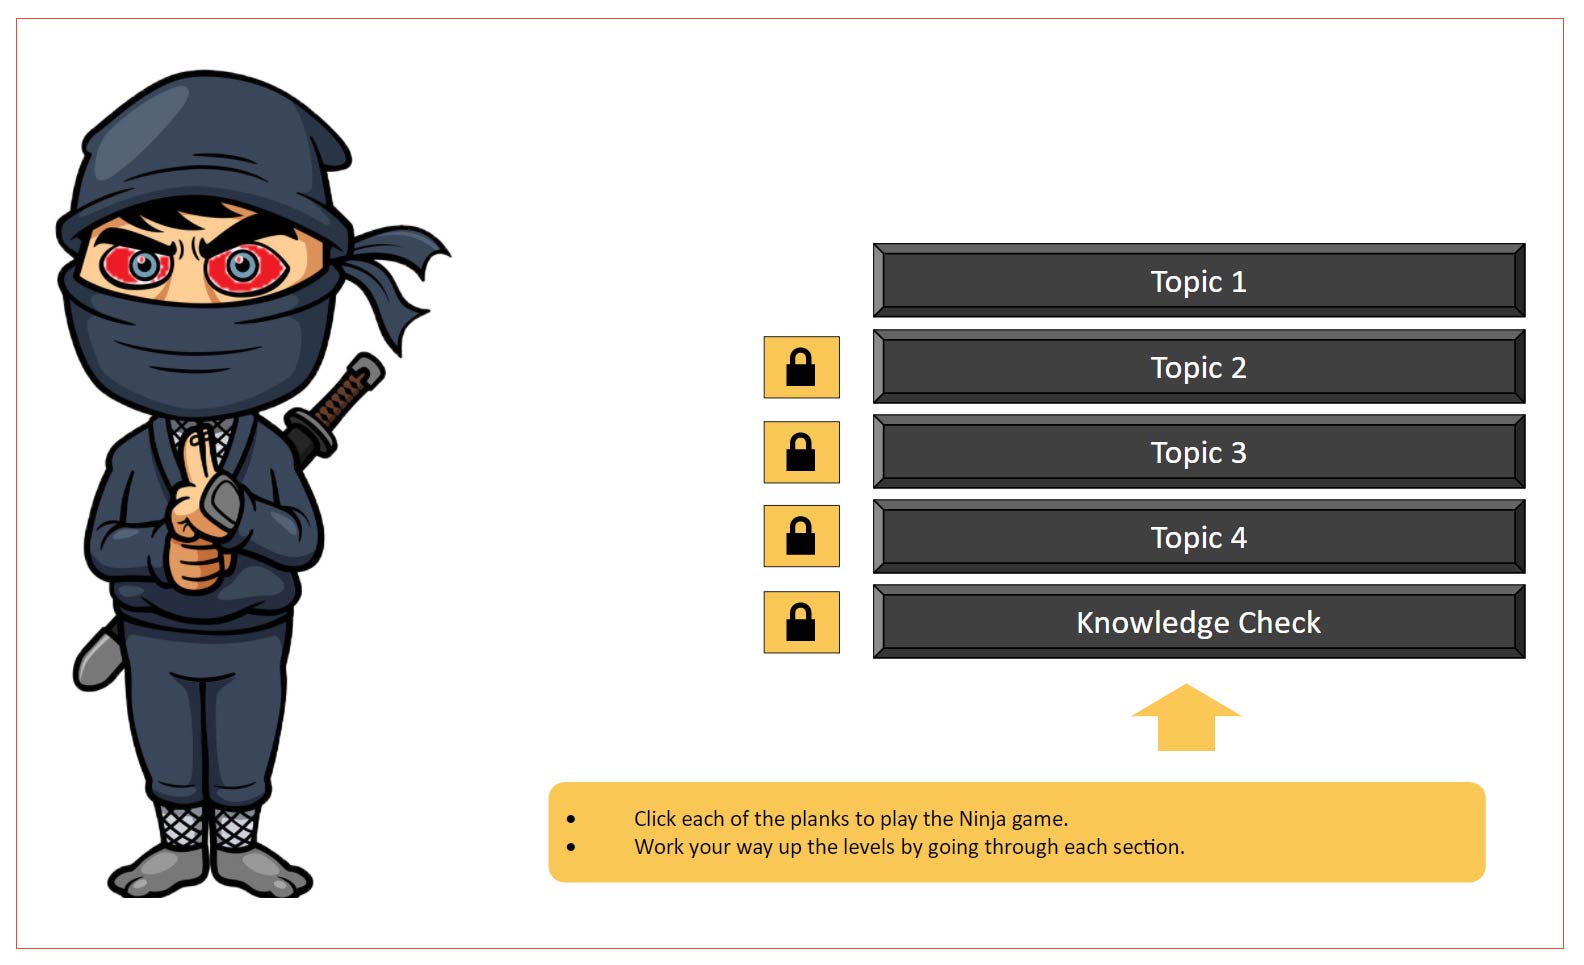 Topic 1
Topic 2
Topic 3
Topic 4
Knowledge Check
• Click each of the planks to play the Ninja game.
• Work your way up the levels by going through each section.